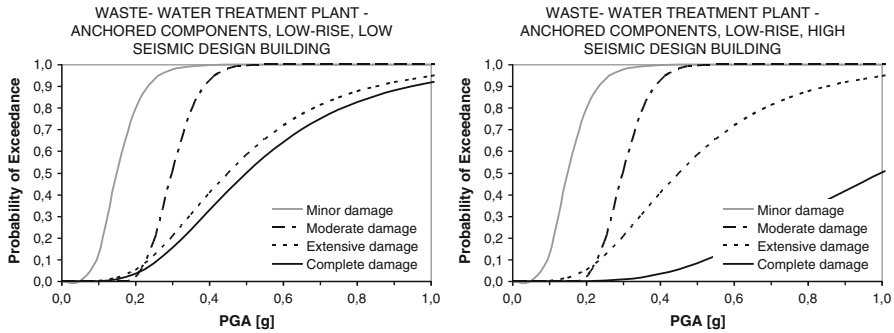 WASTE- WATER TREATMENT PLANT -
ANCHORED COMPONENTS, LOW-RISE, LOW
SEISMIC DESIGN BUILDING
Probability of Exceedance
1,0
0,9
0,8
0,7
0,6
0,5
0,4
0,3
0,2
0,1
0,0
Minor damage
Moderate damage
Extensive damage
Complete damage
0,0 0,2 0,4 0,6 0,8 1,0
PGA [g]
WASTE- WATER TREATMENT PLANT -
ANCHORED COMPONENTS, LOW-RISE, HIGH
SEISMIC DESIGN BUILDING
Probability of Exceedance
1,0
0,9
0,8
0,7
0,6
0,5
0,4
0,3
0,2
0,1
0,0
Minor damage
Moderate damage
Extensive damage
Complete damage
0,0 0,2 0,4 0,6 0,8 1,0
PGA [g]